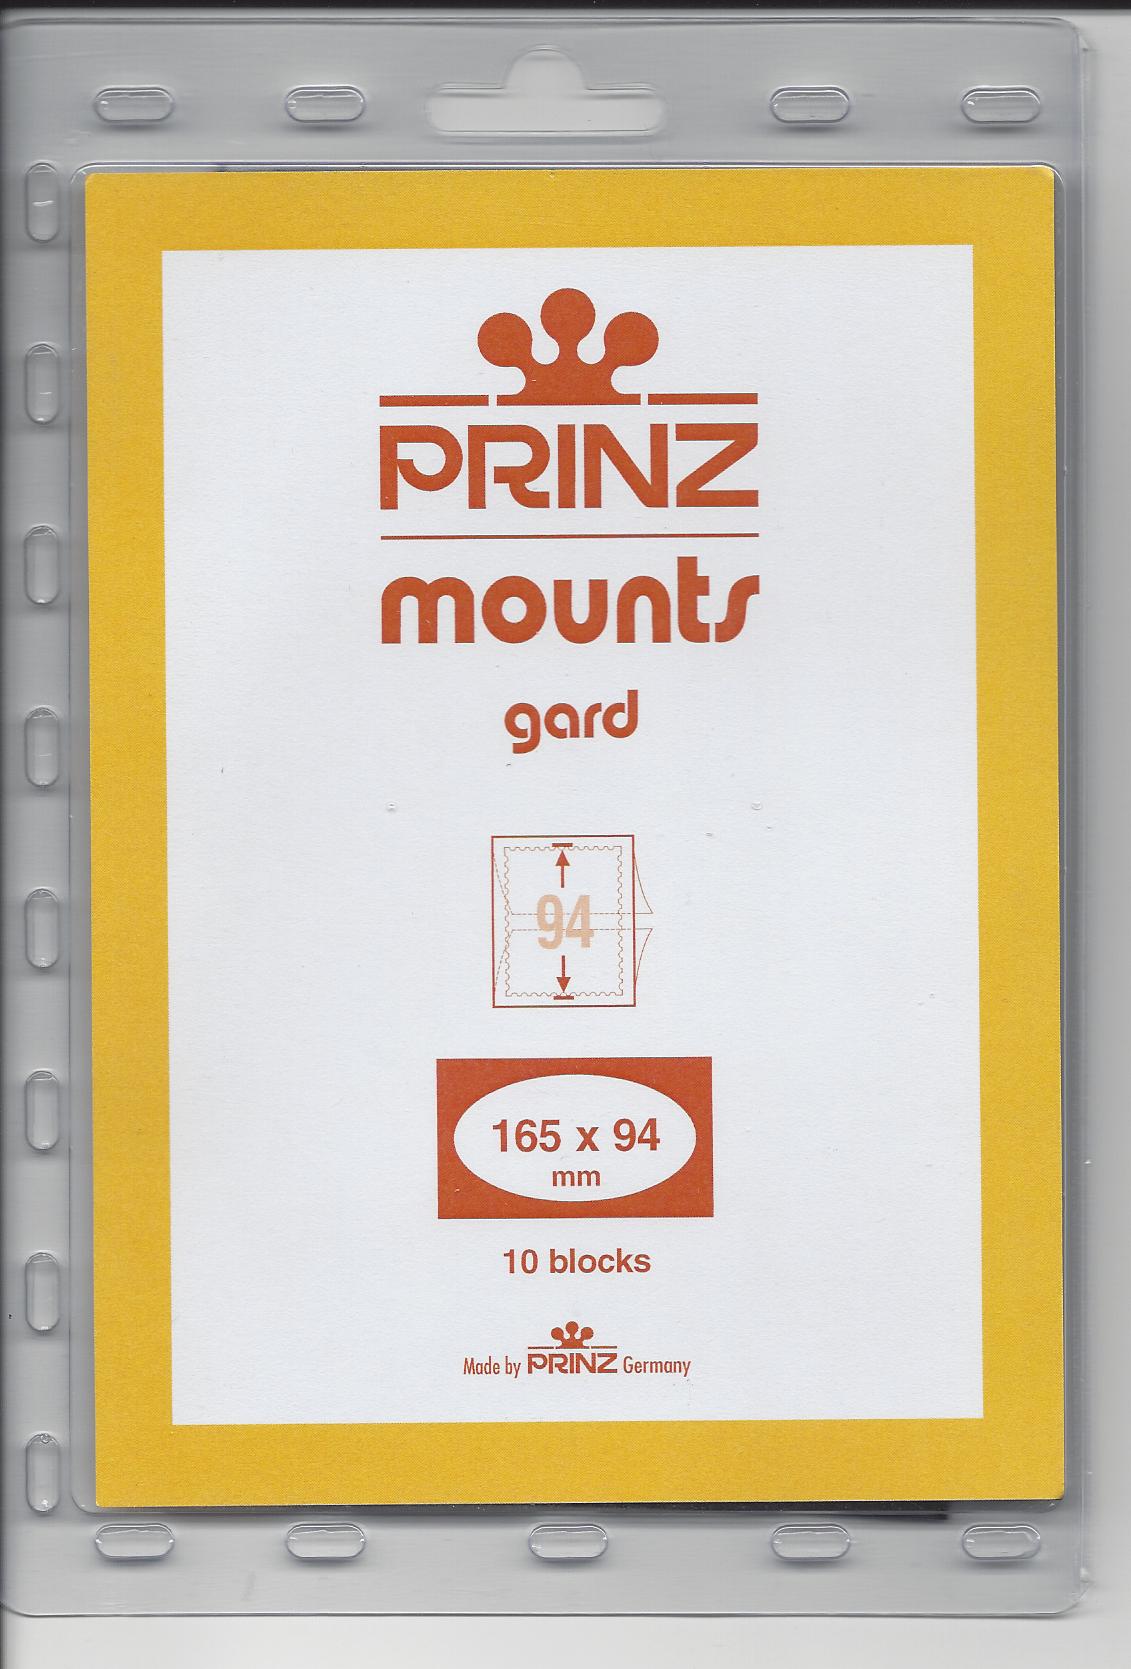 PRINZ
mounts
gard
94
165 x 94
mm
10 blocks
Made by PRINZ Germany